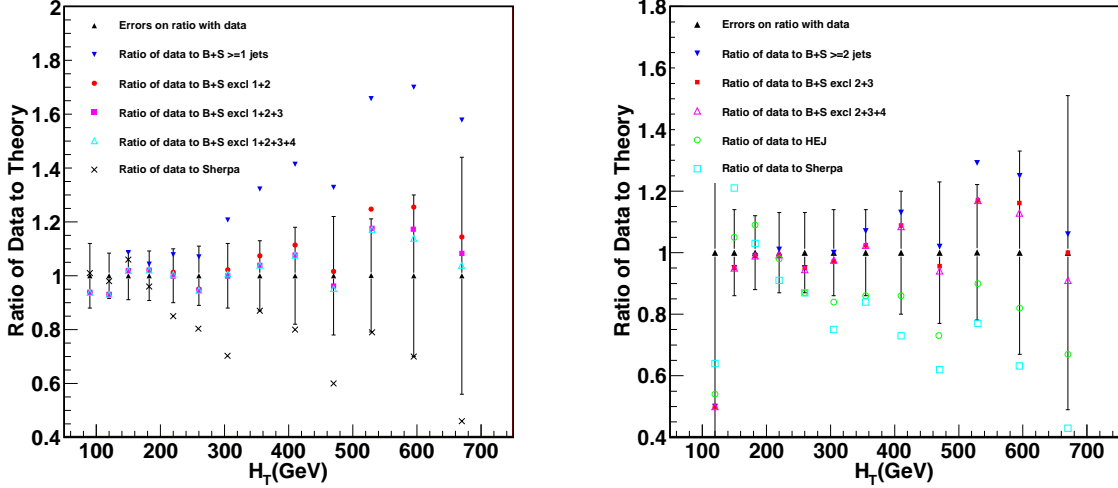 Ratio of Data to Theory
2
1.8
1.6
1.4
1.2
1
0.8
0.6
0.4
Errors on ratio with data
Ratio of data to B+S >=1 jets
Ratio of data to B+S excl 1+2
Ratio of data to B+S excl 1+2+3
Ratio of data to B+S excl 1+2+3+4
Ratio of data to Sherpa
100 200 300 400 500 600 700
H_T(GeV)
Ratio of Data to Theory
1.8
1.6
1.4
1.2
1
0.8
0.6
0.4
Errors on ratio with data
Ratio of data to B+S >=2 jets
Ratio of data to B+S excl 2+3
Ratio of data to B+S excl 2+3+4
Ratio of data to HEJ
Ratio of data to Sherpa
100 200 300 400 500 600 700
H_T(GeV)